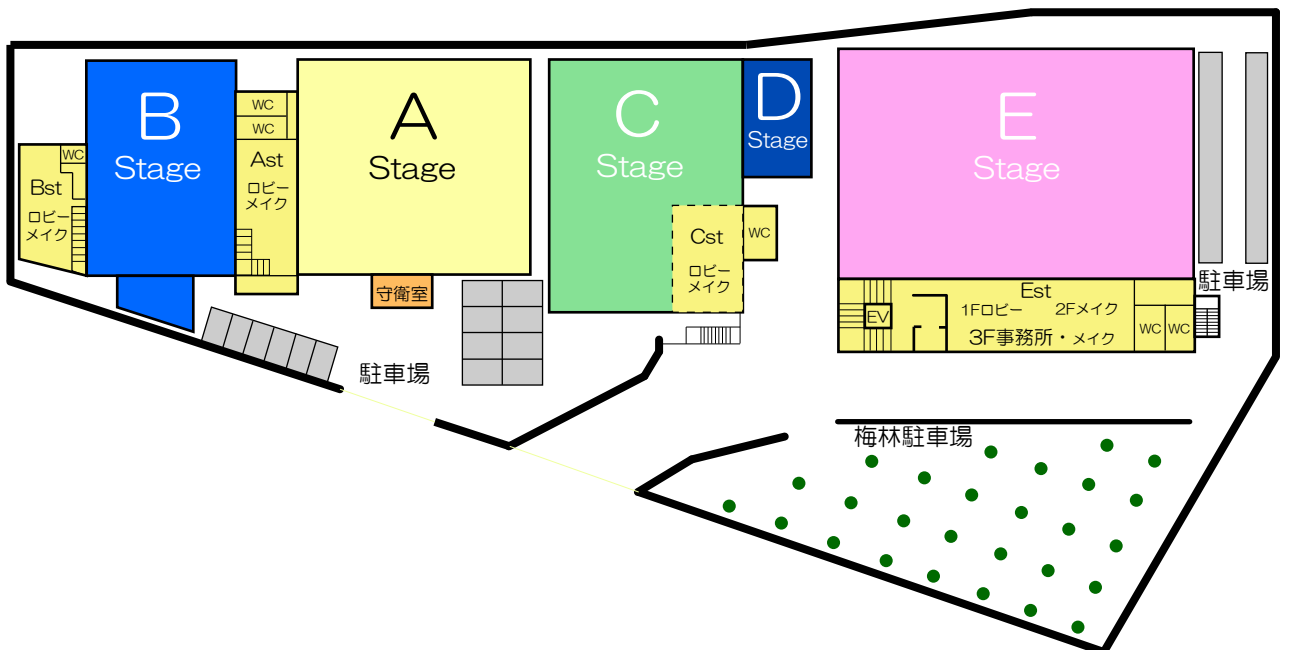 B
Stage
WC
Bst
ロビー
メイク
WC
WC
Ast
ロビー
メイク
A
Stage
守衛室
駐車場
C
Stage
Cst
ロビー
メイク
WC
D
Stage
E
Stage
駐車場
Est
1Fロビー 2Fメイク
3F事務所・メイク
EV
WC WC
梅林駐車場